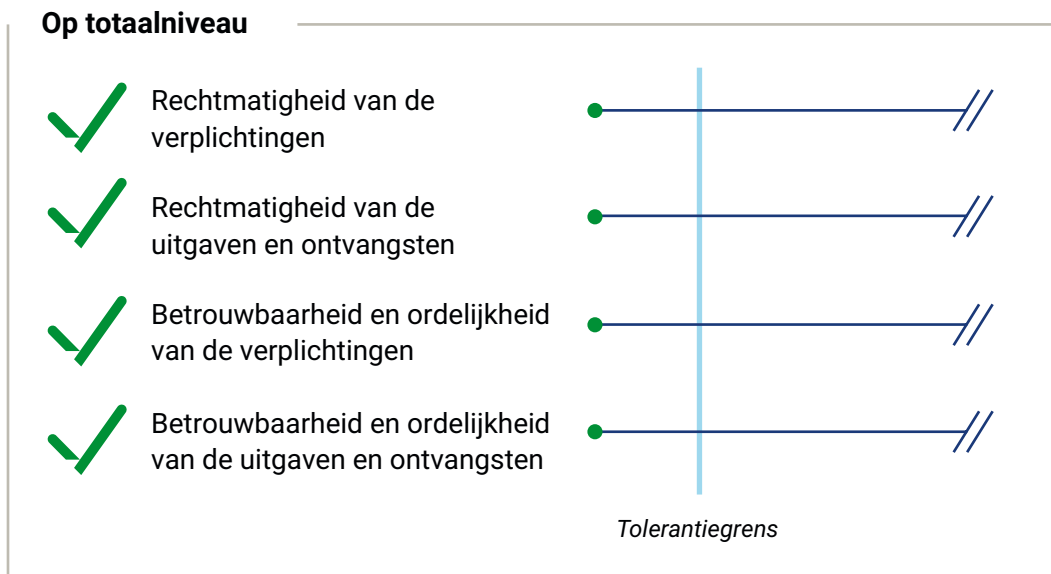 Op totaalniveau
Rechtmatigheid van de
verplichtingen
Rechtmatigheid van de
uitgaven en ontvangsten
Betrouwbaarheid en ordelijkheid
van de verplichtingen
Betrouwbaarheid en ordelijkheid
van de uitgaven en ontvangsten
Tolerantiegrens